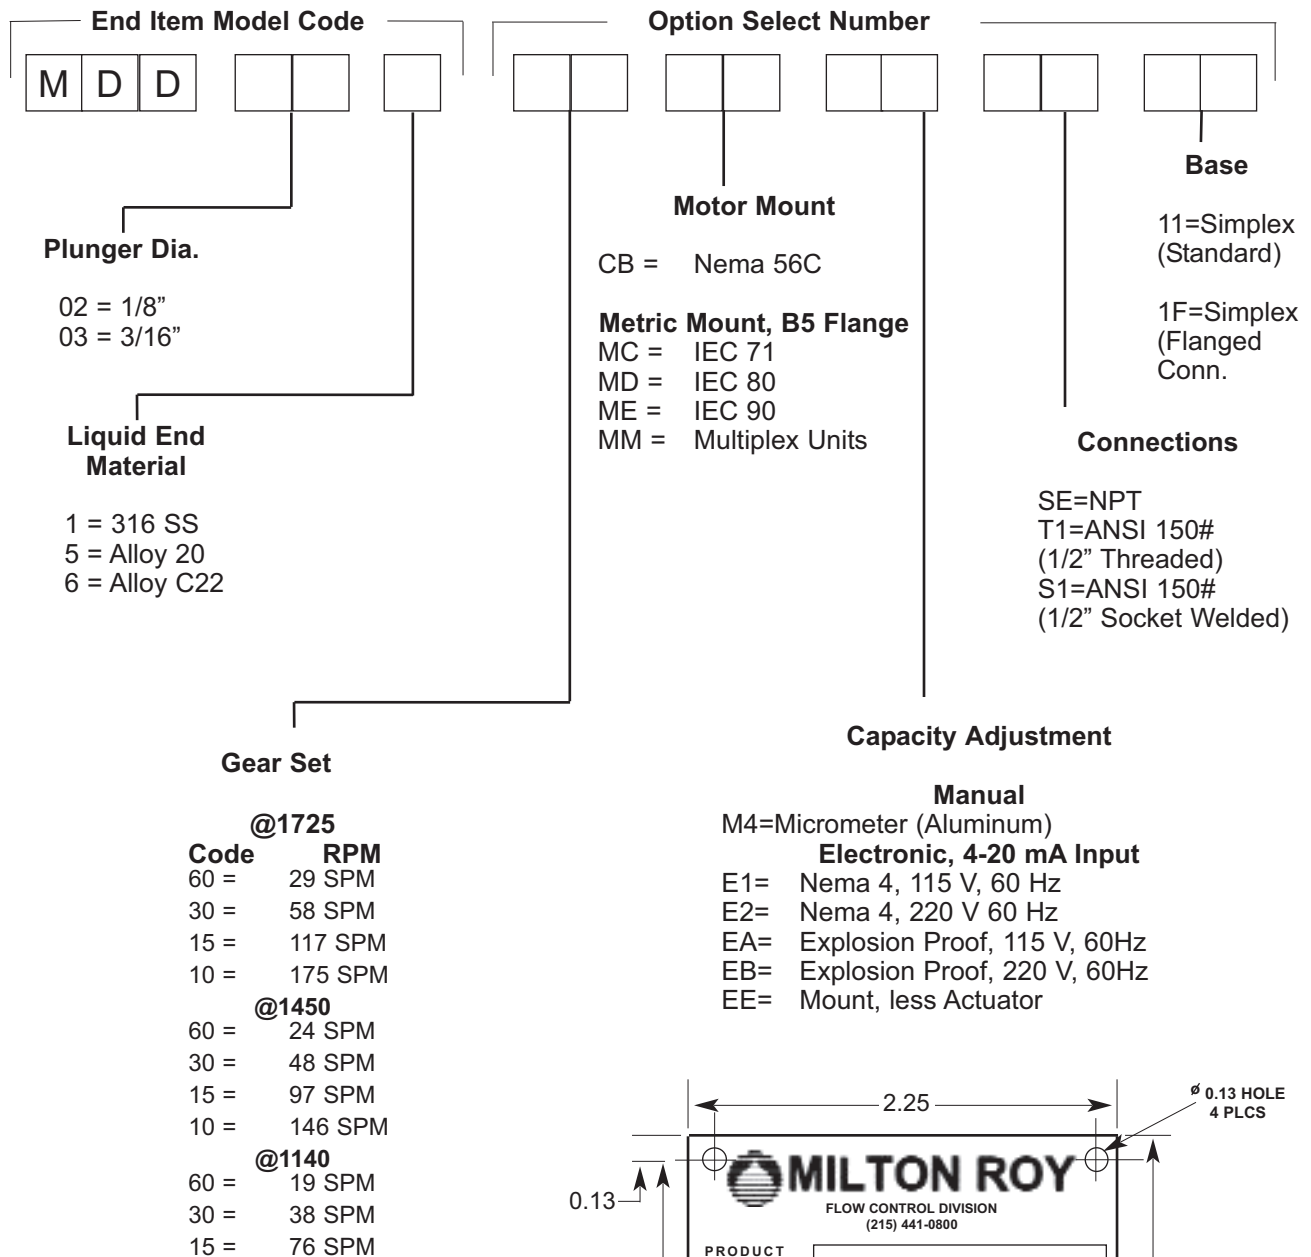 End Item Model Code
Option Select Number
M D D
Plunger Dia.
02 = 1/8”
03 = 3/16”
Liquid End
Material
1 = 316 SS
5 = Alloy 20
6 = Alloy C22
Motor Mount
CB = Nema 56C
Metric Mount, B5 Flange
MC = IEC 71
MD = IEC 80
ME = IEC 90
MM = Multiplex Units
Base
11=Simplex
(Standard)
1F=Simplex
(Flanged
Conn.
Connections
SE=NPT
T1=ANSI 150#
(1/2” Threaded)
S1=ANSI 150#
(1/2” Socket Welded)
Gear Set
@1725
Code RPM
60 = 29 SPM
30 = 58 SPM
15 = 117 SPM
10 = 175 SPM
@1450
60 = 24 SPM
30 = 48 SPM
15 = 97 SPM
10 = 146 SPM
@1140
60 = 19 SPM
30 = 38 SPM
15 = 76 SPM
Capacity Adjustment
Manual
M4=Micrometer (Aluminum)
Electronic, 4-20 mA Input
E1= Nema 4, 115 V, 60 Hz
E2= Nema 4, 220 V 60 Hz
EA= Explosion Proof, 115 V, 60Hz
EB= Explosion Proof, 220 V, 60Hz
EE= Mount, less Actuator
2.25
ø 0.13 HOLE
4 PLCS
0.13
MILTON ROY
FLOW CONTROL DIVISION
(215) 441-0800
PRODUCT